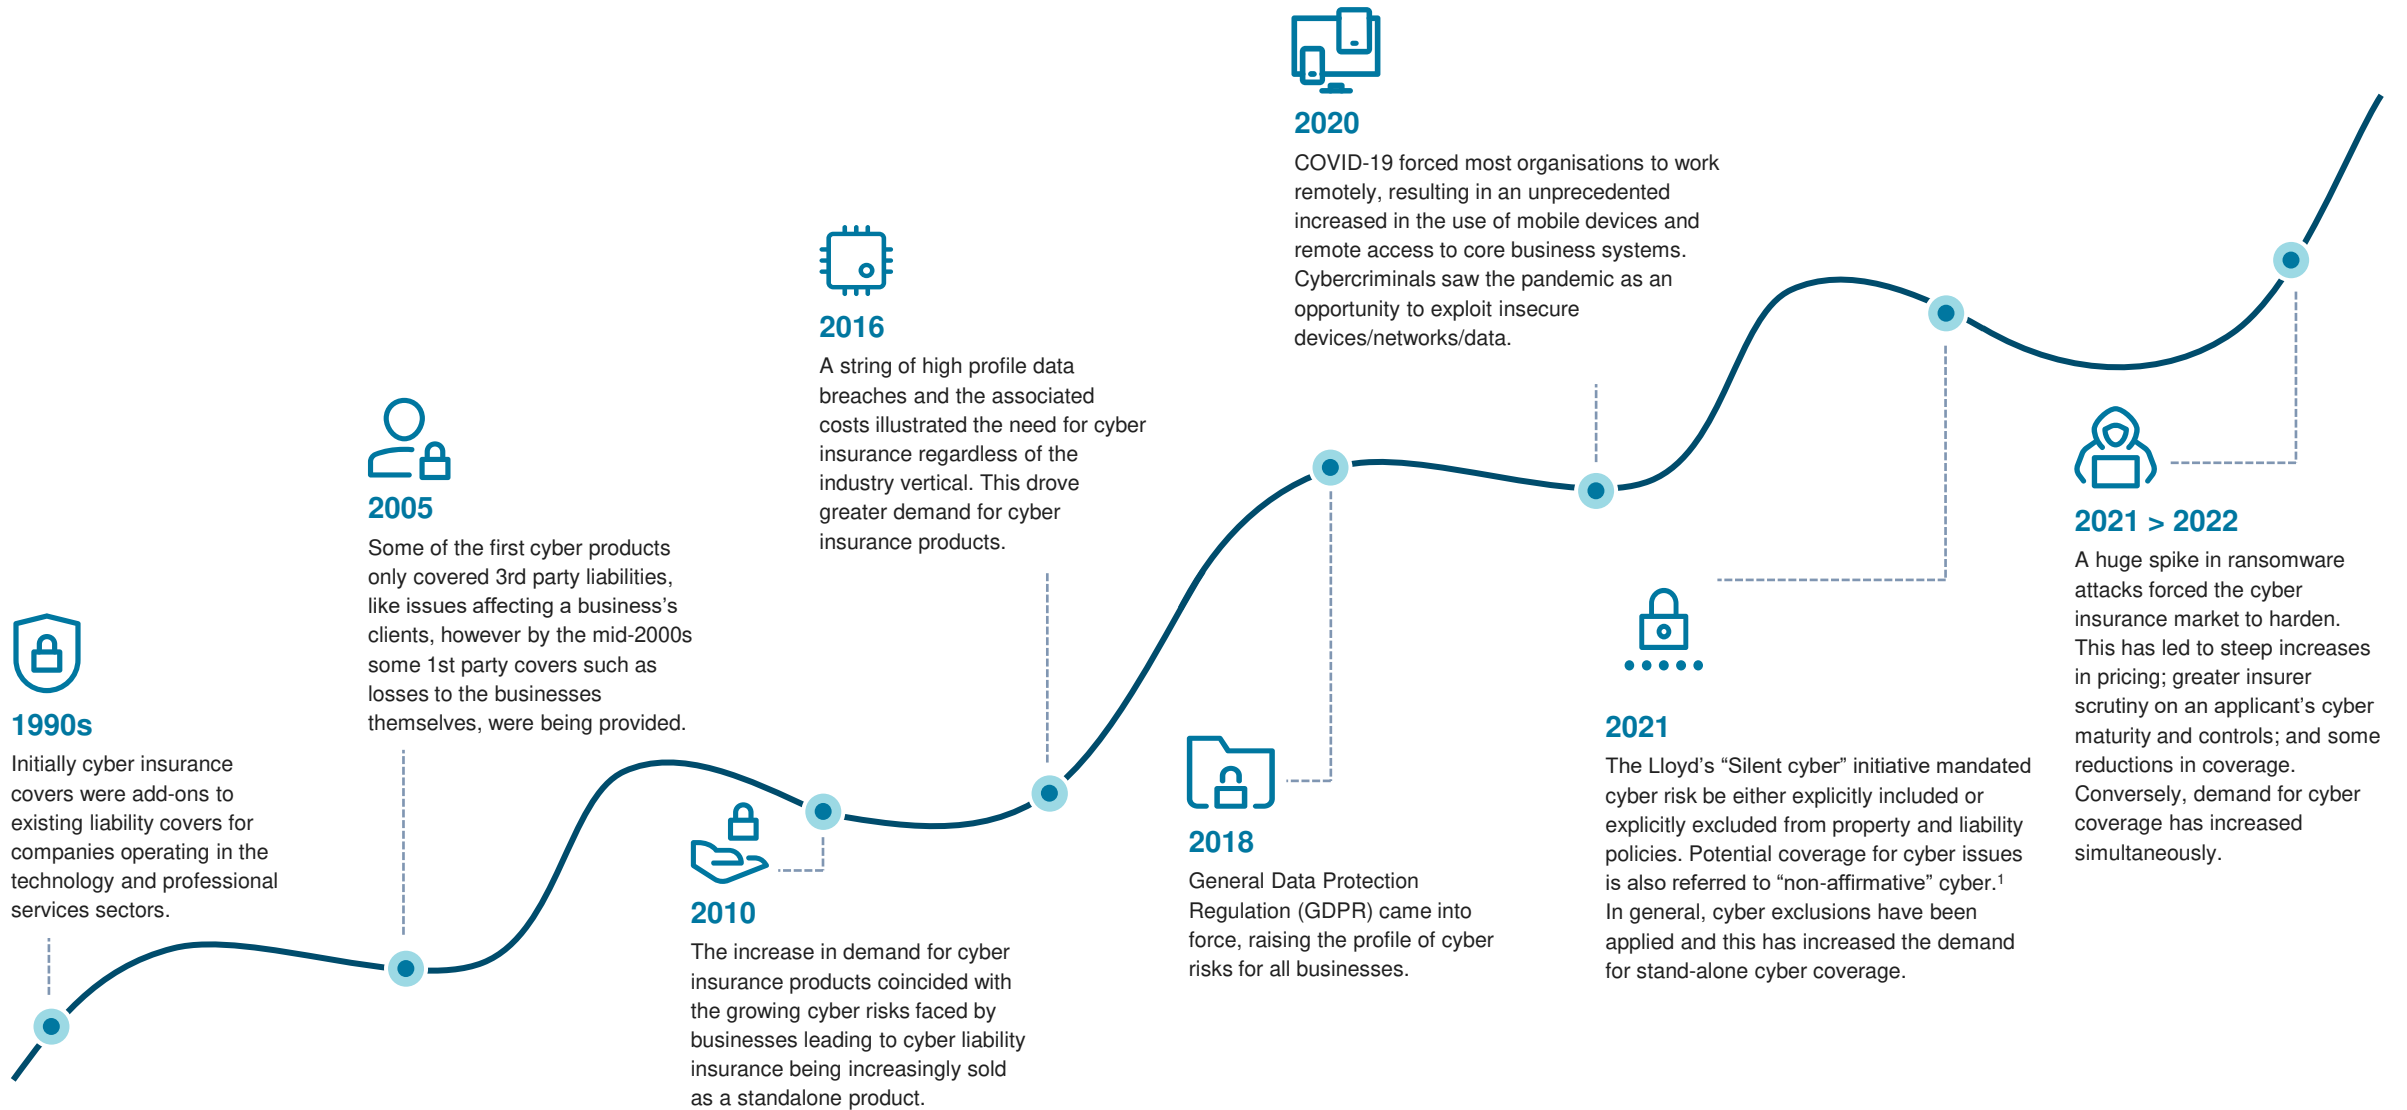 1990s
Initially cyber insurance
covers were add-ons to
existing liability covers for
companies operating in the
technology and professional
services sectors.
2005
Some of the first cyber products
only covered 3rd party liabilities,
like issues affecting a business’s
clients, however by the mid-2000s
some 1st party covers such as
losses to the businesses
themselves, were being provided.
2010
The increase in demand for cyber
insurance products coincided with
the growing cyber risks faced by
businesses leading to cyber liability
insurance being increasingly sold
as a standalone product.
2016
A string of high profile data
breaches and the associated
costs illustrated the need for cyber
insurance regardless of the
industry vertical. This drove
greater demand for cyber
insurance products.
2018
General Data Protection
Regulation (GDPR) came into
force, raising the profile of cyber
risks for all businesses.
2020
COVID-19 forced most organisations to work
remotely, resulting in an unprecedented
increased in the use of mobile devices and
remote access to core business systems.
Cybercriminals saw the pandemic as an
opportunity to exploit insecure
devices/networks/data.
2021
The Lloyd’s “Silent cyber” initiative mandated
cyber risk be either explicitly included or
explicitly excluded from property and liability
policies. Potential coverage for cyber issues
is also referred to “non-affirmative” cyber.¹
In general, cyber exclusions have been
applied and this has increased the demand
for stand-alone cyber coverage.
2021 > 2022
A huge spike in ransomware
attacks forced the cyber
insurance market to harden.
This has led to steep increases
in pricing; greater insurer
scrutiny on an applicant’s cyber
maturity and controls; and some
reductions in coverage.
Conversely, demand for cyber
coverage has increased
simultaneously.